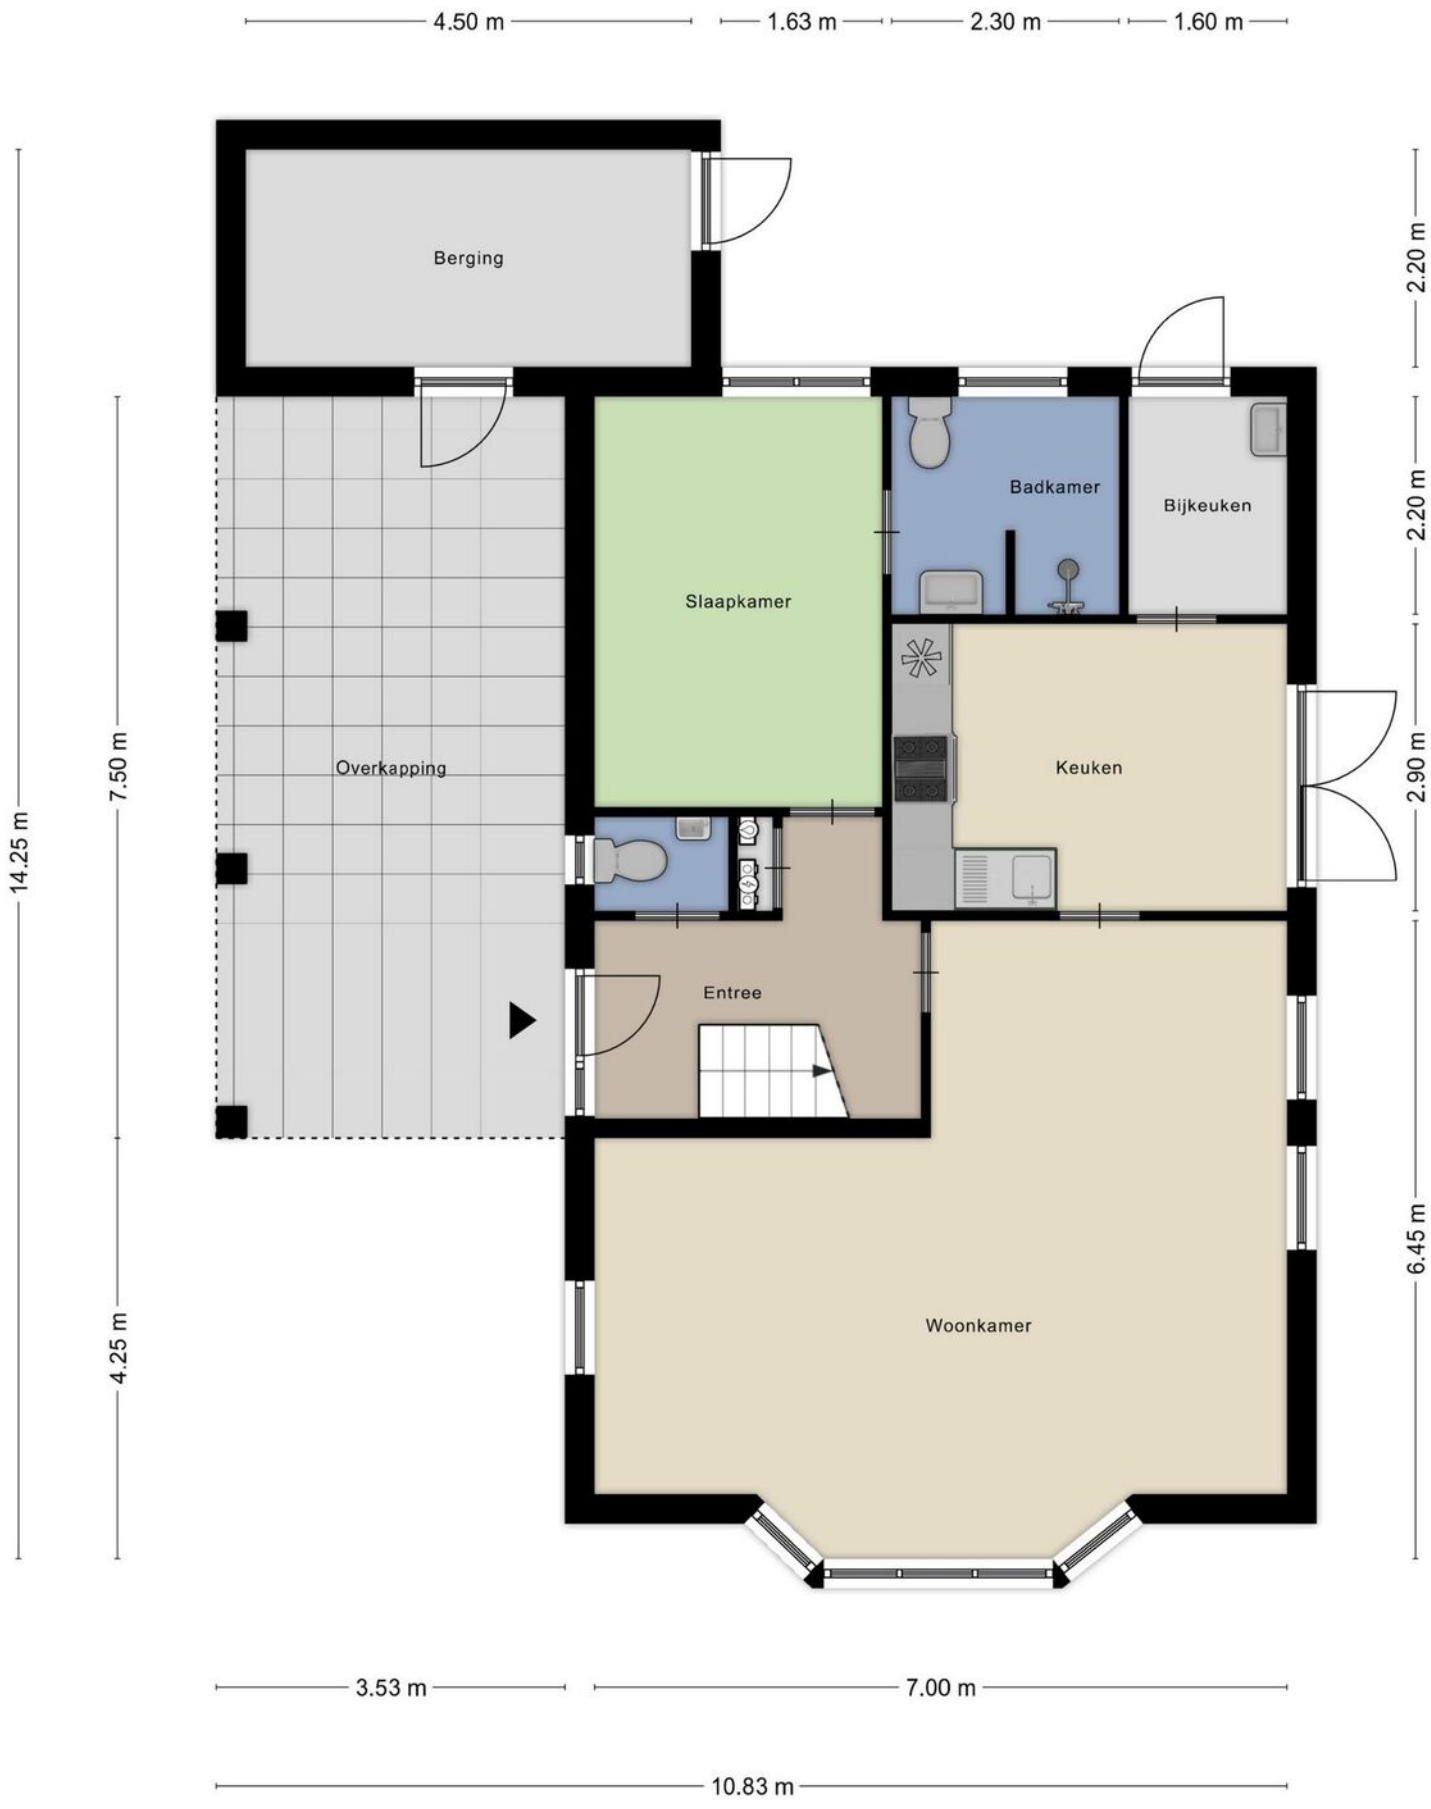 4.50 m
1.63 m
2.30 m
1.60 m
Berging
2.20 m
Badkamer
Bijkeuken
2.20 m
Slaapkamer
Overkapping
Keuken
7.50 m
2.90 m
14.25 m
Entree
6.45 m
Woonkamer
4.25 m
3.53 m
7.00 m
10.83 m